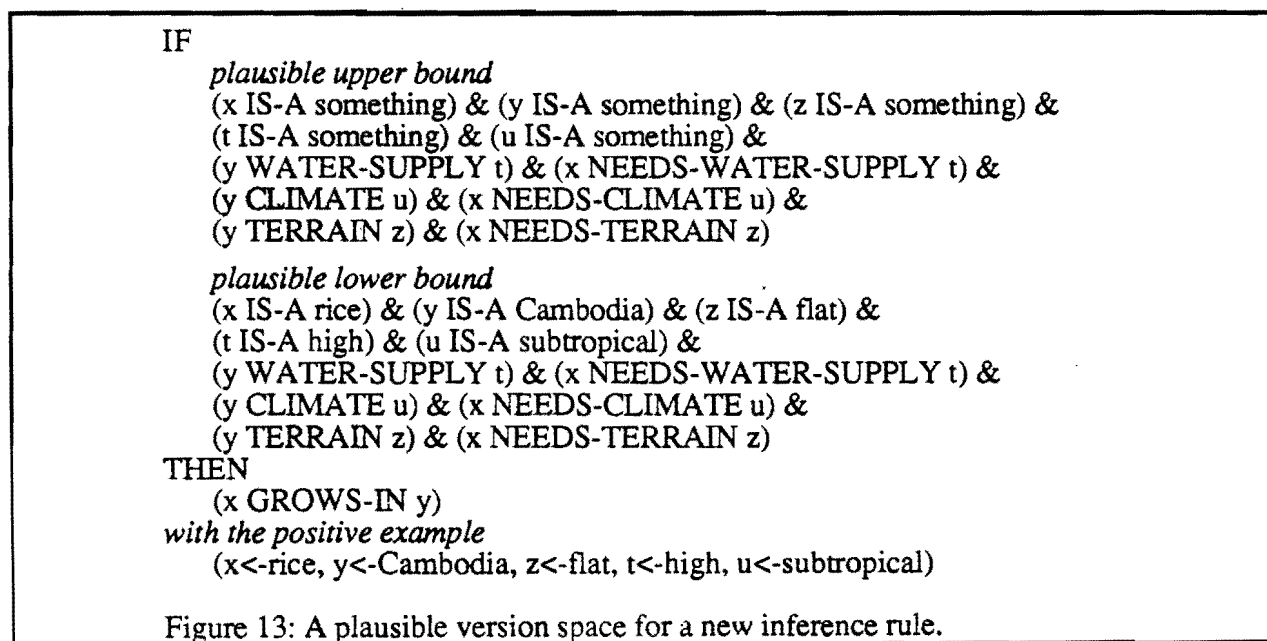 IF
plausible upper bound
(x IS-A something) & (y IS-A something) & (z IS-A something) &
(t IS-A something) & (u IS-A something) &
(y WATER-SUPPLY t) & (x NEEDS-WATER-SUPPLY t) &
(y CLIMATE u) & (x NEEDS-CLIMATE u) &
(y TERRAIN z) & (x NEEDS-TERRAIN z)
plausible lower bound
(x IS-A rice) & (y IS-A Cambodia) & (z IS-A flat) &
(t IS-A high) & (u IS-A subtropical) &
(y WATER-SUPPLY t) & (x NEEDS-WATER-SUPPLY t) &
(y CLIMATE u) & (x NEEDS-CLIMATE u) &
(y TERRAIN z) & (x NEEDS-TERRAIN z)
THEN
(x GROWS-IN y)
with the positive example
(x<-rice, y<-Cambodia, z<-flat, t<-high, u<-subtropical)
Figure 13: A plausible version space for a new inference rule.